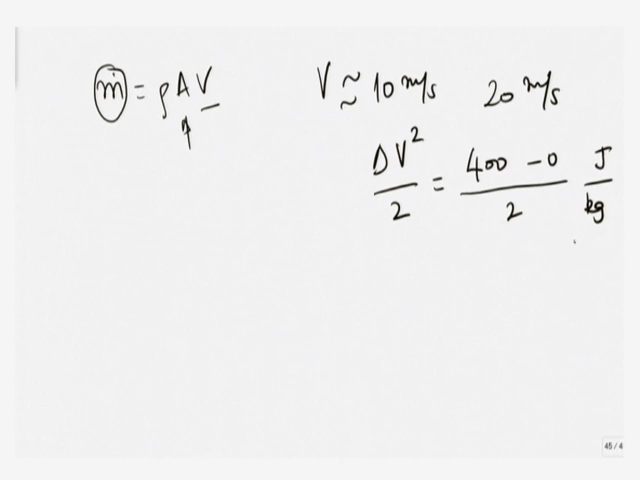 ṁ = ρAV V ≈ 10 m/s 20 m/s
ΔV²/2 = (400 - 0)/2 J/kg
45 / 4